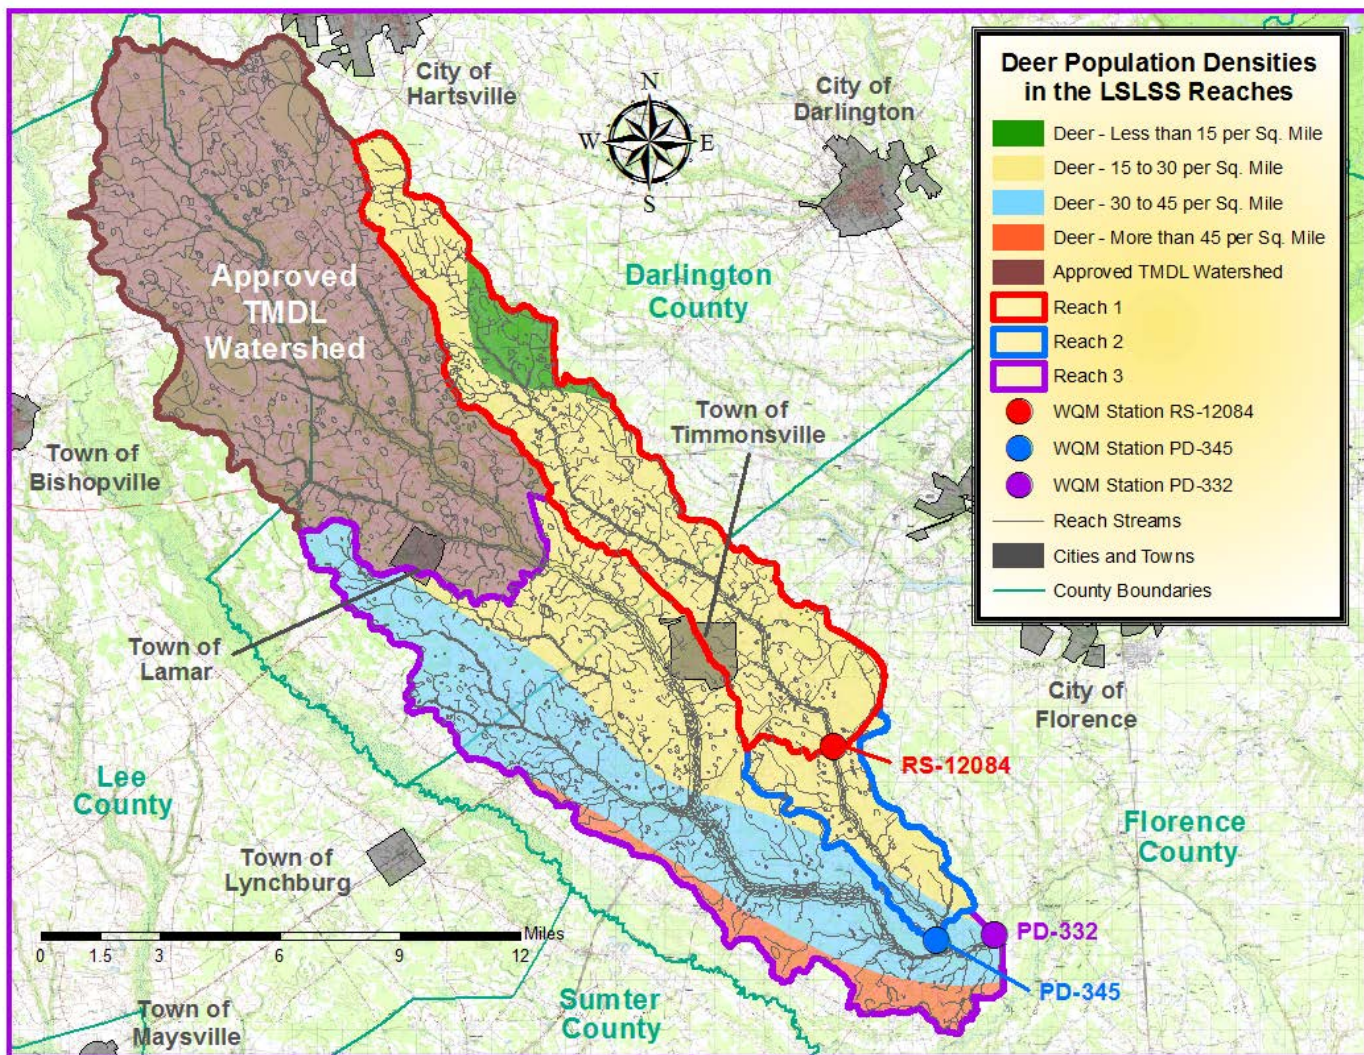 City of
Hartsville
N
W
E
S
City of
Darlington
Deer Population Densities
in the LSLSS Reaches
Deer - Less than 15 per Sq. Mile
Deer - 15 to 30 per Sq. Mile
Deer - 30 to 45 per Sq. Mile
Deer - More than 45 per Sq. Mile
Approved TMDL Watershed
Reach 1
Reach 2
Reach 3
WQM Station RS-12084
WQM Station PD-345
WQM Station PD-332
Reach Streams
Cities and Towns
County Boundaries
Approved
TMDL
Watershed
Darlington
County
Town of
Timmonsville
Town of
Bishopville
Town of
Lamar
City of
Florence
RS-12084
Lee
County
Florence
County
Town of
Lynchburg
PD-332
Miles
0 1.5 3 6 9 12
PD-345
Sumter
County
Town of
Maysville